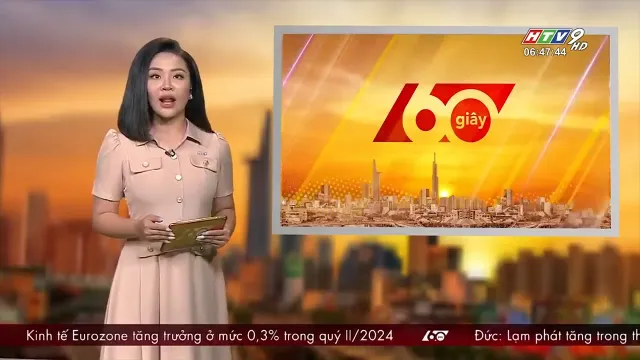 HTV9
HD
06:47:44
60
giây
Kinh tế Eurozone tăng trưởng ở mức 0,3% trong quý II/2024
60
Đức: Lạm phát tăng trong th